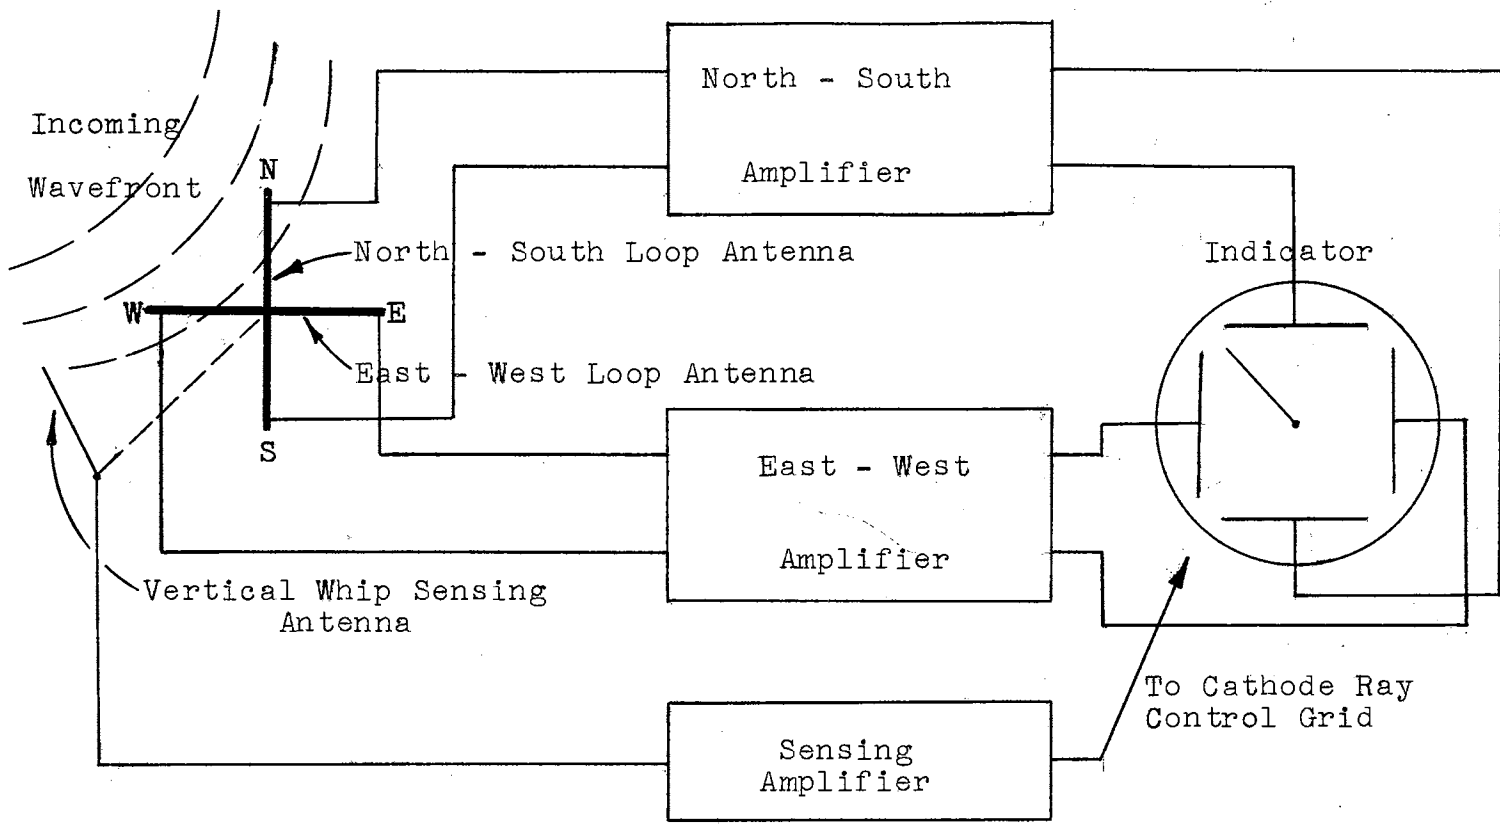 North - South
Amplifier
Incoming
Wavefront
N
North - South Loop Antenna
Indicator
W
E
East - West Loop Antenna
S
East - West
Amplifier
Vertical Whip Sensing
Antenna
To Cathode Ray
Control Grid
Sensing
Amplifier